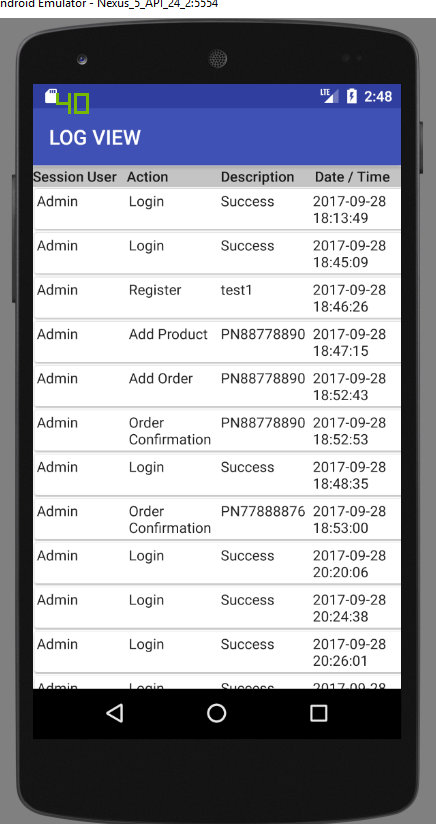 ndroid Emulator - Nexus_5_API_24_2:5554
40 LTE 2:48
LOG VIEW
Session User Action Description Date / Time
Admin Login Success 2017-09-28
18:13:49
Admin Login Success 2017-09-28
18:45:09
Admin Register test1 2017-09-28
18:46:26
Admin Add Product PN88778890 2017-09-28
18:47:15
Admin Add Order PN88778890 2017-09-28
18:52:43
Admin Order PN88778890 2017-09-28
Confirmation 18:52:53
Admin Login Success 2017-09-28
18:48:35
Admin Order PN77888876 2017-09-28
Confirmation 18:53:00
Admin Login Success 2017-09-28
20:20:06
Admin Login Success 2017-09-28
20:24:38
Admin Login Success 2017-09-28
20:26:01
Admin Login Success 2017-09-28